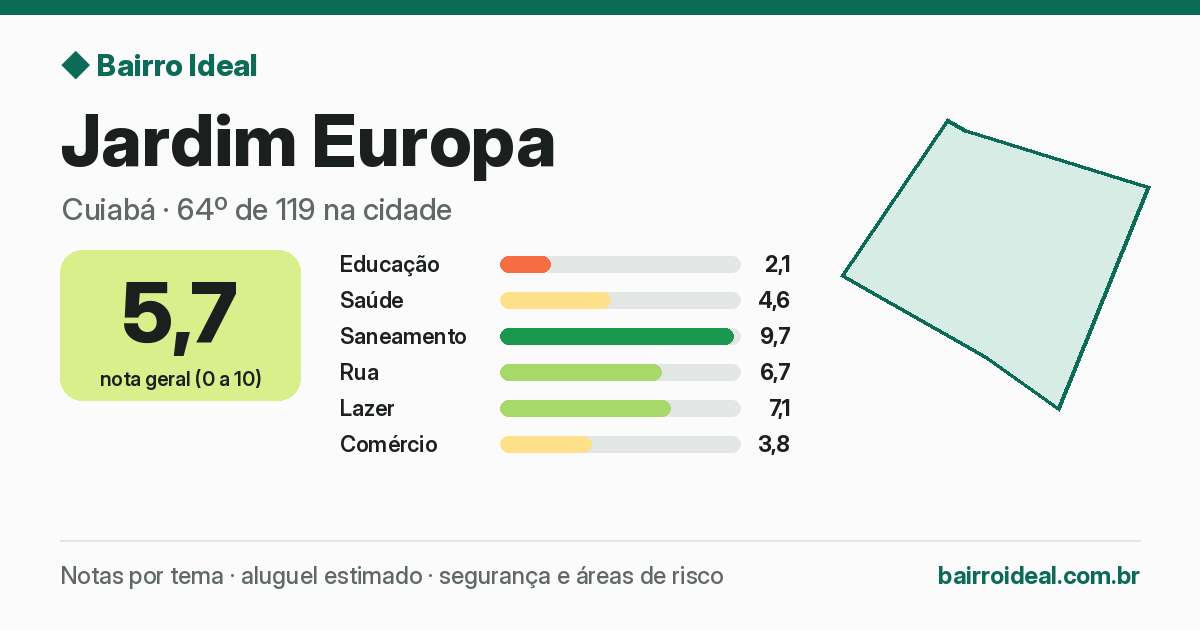 Bairro Ideal
Jardim Europa
Cuiabá · 64º de 119 na cidade
5,7
nota geral (0 a 10)
Educação 2,1
Saúde 4,6
Saneamento 9,7
Rua 6,7
Lazer 7,1
Comércio 3,8
Notas por tema · aluguel estimado · segurança e áreas de risco
bairroideal.com.br